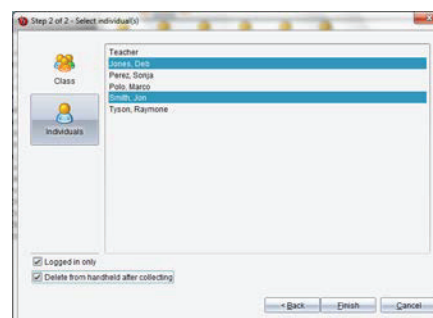 Step 2 of 2 - Select individual(s)
Class
Individuals
Teacher
Jones, Deb
Perez, Sonja
Polo, Marco
Smith, Jon
Tyson, Raymone
Logged in only
Delete from handheld after collecting
< Back
Finish
Cancel